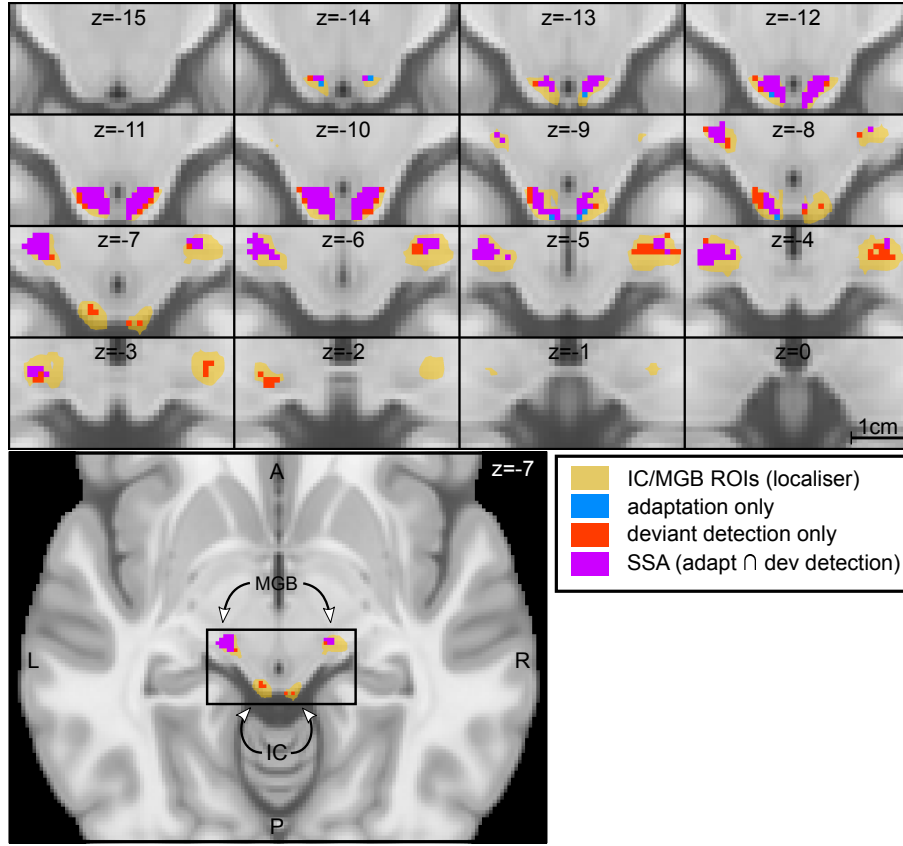 z=-15 z=-14 z=-13 z=-12
z=-11 z=-10 z=-9 z=-8
z=-7 z=-6 z=-5 z=-4
z=-3 z=-2 z=-1 z=0
1cm
z=-7
A
MGB
L
R
IC
P
IC/MGB ROIs (localiser)
adaptation only
deviant detection only
SSA (adapt ∩ dev detection)